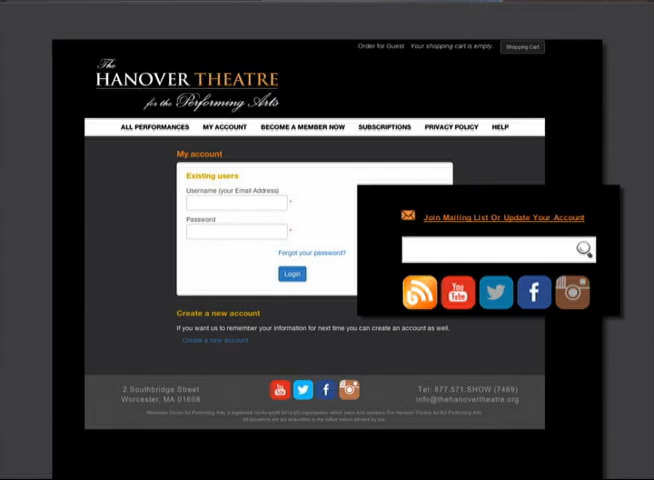 Order for Guest Your shopping cart is empty. Shopping Cart
The
HANOVER THEATRE
for the Performing Arts
ALL PERFORMANCES MY ACCOUNT BECOME A MEMBER NOW SUBSCRIPTIONS PRIVACY POLICY HELP
My account
Existing users
Username (your Email Address)
*
Password
*
Forgot your password?
Login
Join Mailing List Or Update Your Account
You
Tube
Create a new account
If you want us to remember your information for next time you can create an account as well.
Create a new account
2 Southbridge Street
Worcester, MA 01608
Tel: 877.571.SHOW (7469)
info@thehanovertheatre.org